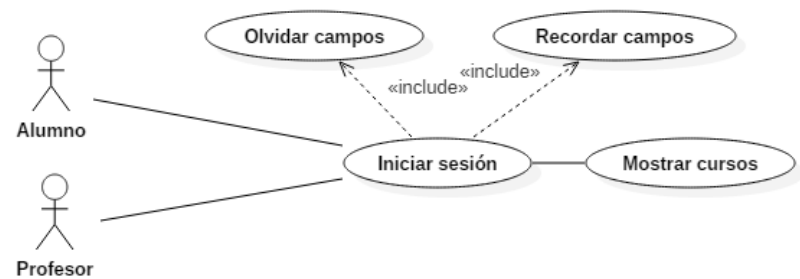 Olvidar campos
Recordar campos
«include»
«include»
Alumno
Iniciar sesión
Mostrar cursos
Profesor